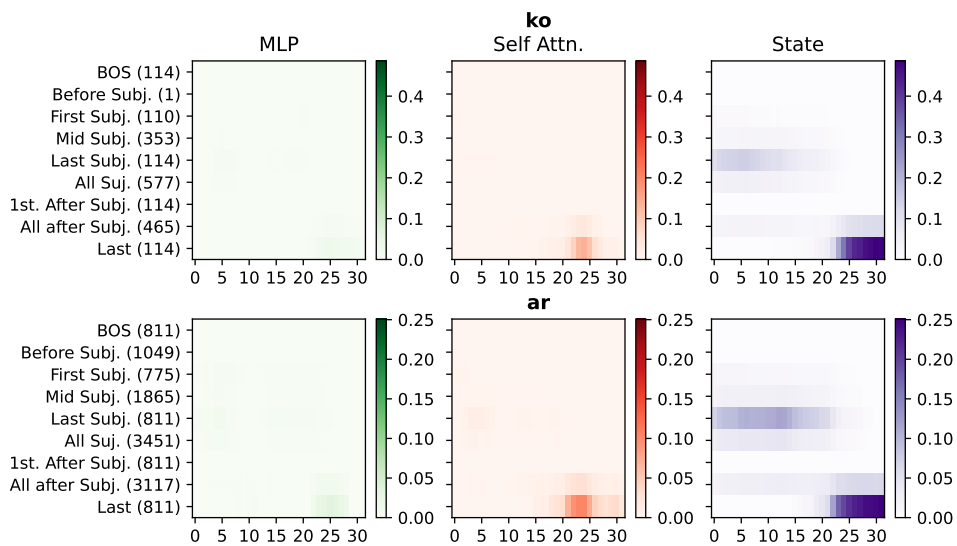 ko
MLP
Self Attn.
State
BOS (114)
Before Subj. (1)
First Subj. (110)
Mid Subj. (353)
Last Subj. (114)
All Suj. (577)
1st. After Subj. (114)
All after Subj. (465)
Last (114)
0 5 10 15 20 25 30
0.4
0.3
0.2
0.1
0.0
0 5 10 15 20 25 30
0.4
0.3
0.2
0.1
0.0
0 5 10 15 20 25 30
0.4
0.3
0.2
0.1
0.0
ar
BOS (811)
Before Subj. (1049)
First Subj. (775)
Mid Subj. (1865)
Last Subj. (811)
All Suj. (3451)
1st. After Subj. (811)
All after Subj. (3117)
Last (811)
0 5 10 15 20 25 30
0.25
0.20
0.15
0.10
0.05
0.00
0 5 10 15 20 25 30
0.25
0.20
0.15
0.10
0.05
0.00
0 5 10 15 20 25 30
0.25
0.20
0.15
0.10
0.05
0.00